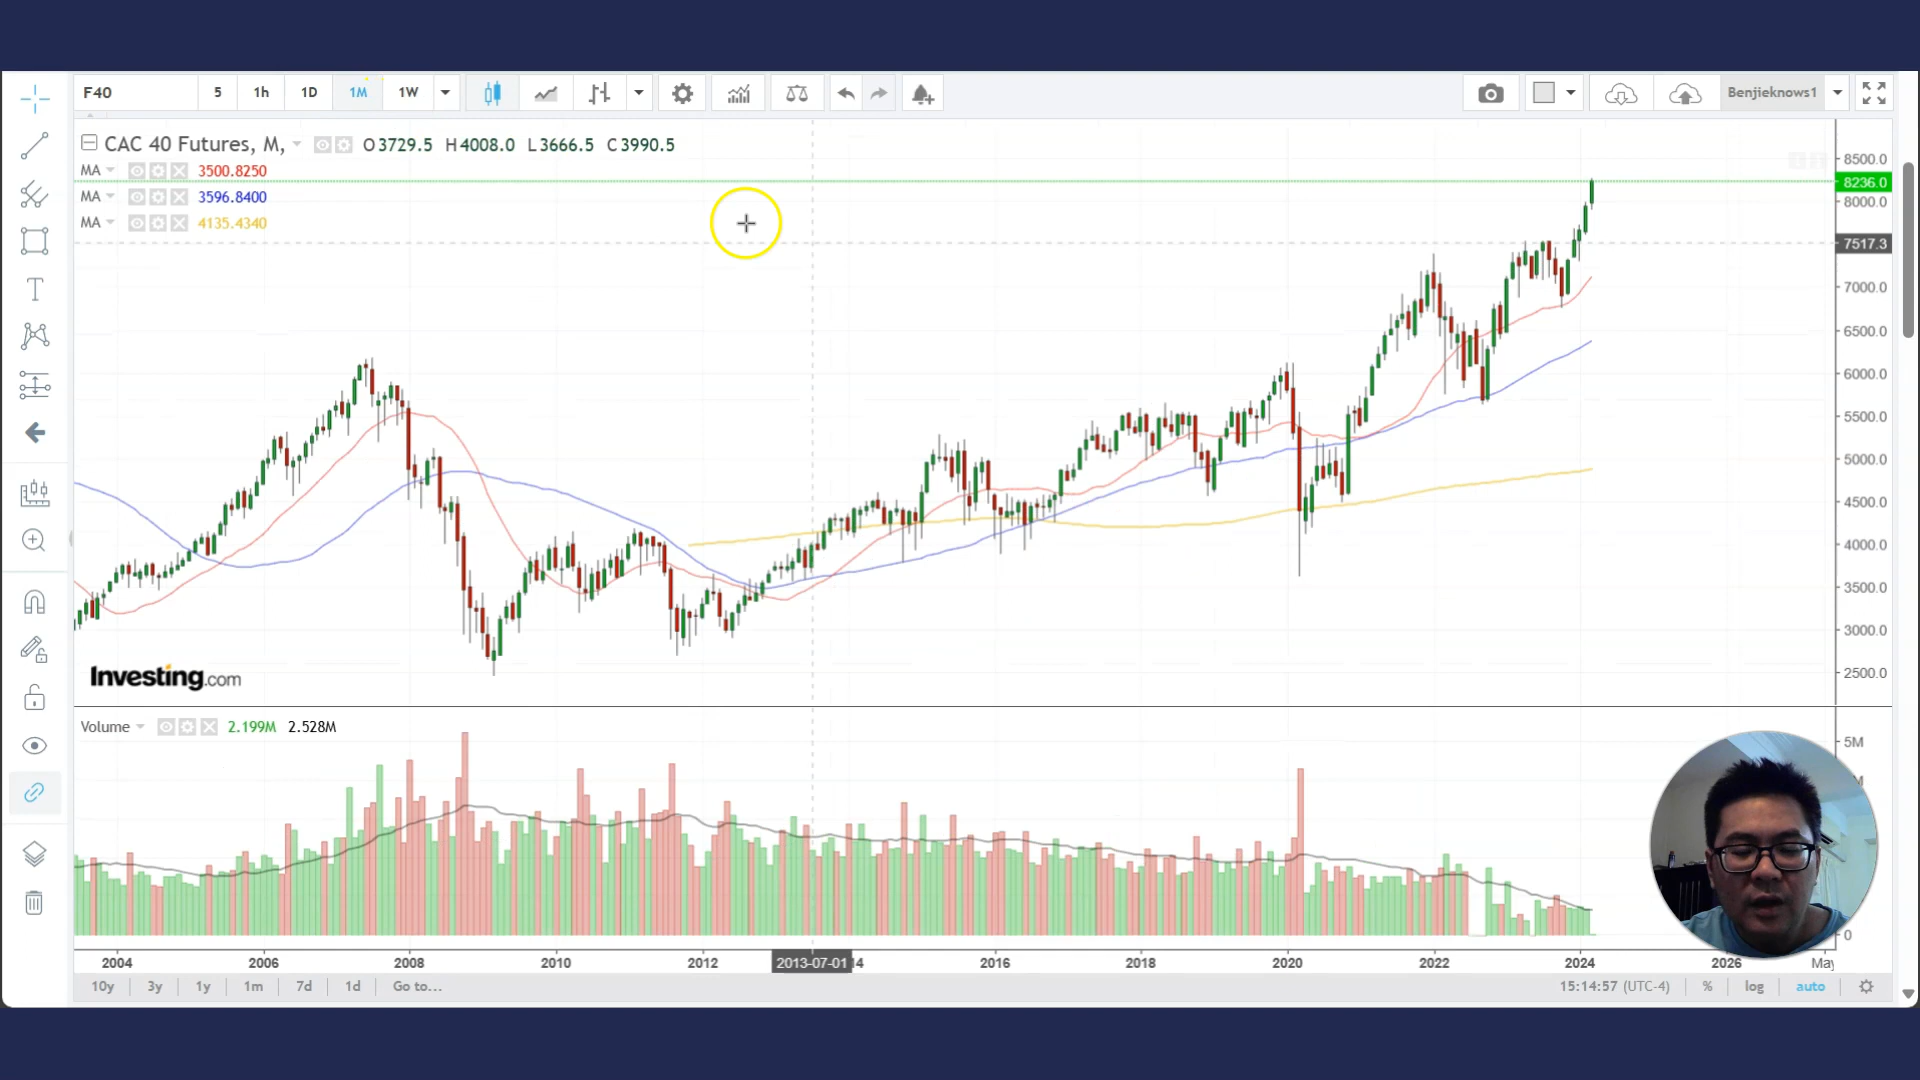 F40 5 1h 1D 1M 1W Benjieknows1
CAC 40 Futures, M, O3729.5 H4008.0 L3666.5 C3990.5
MA 3500.8250
MA 3596.8400
MA 4135.4340
8500.0
8236.0
8000.0
7517.3
7000.0
6500.0
6000.0
5500.0
5000.0
4500.0
4000.0
3500.0
3000.0
2500.0
Investing.com
Volume 2.199M 2.528M
5M
0
2004 2006 2008 2010 2012 2013-07-01 2016 2018 2020 2022 2024 2026 May
10y 3y 1y 1m 7d 1d Go to... 15:14:57 (UTC-4) % log auto